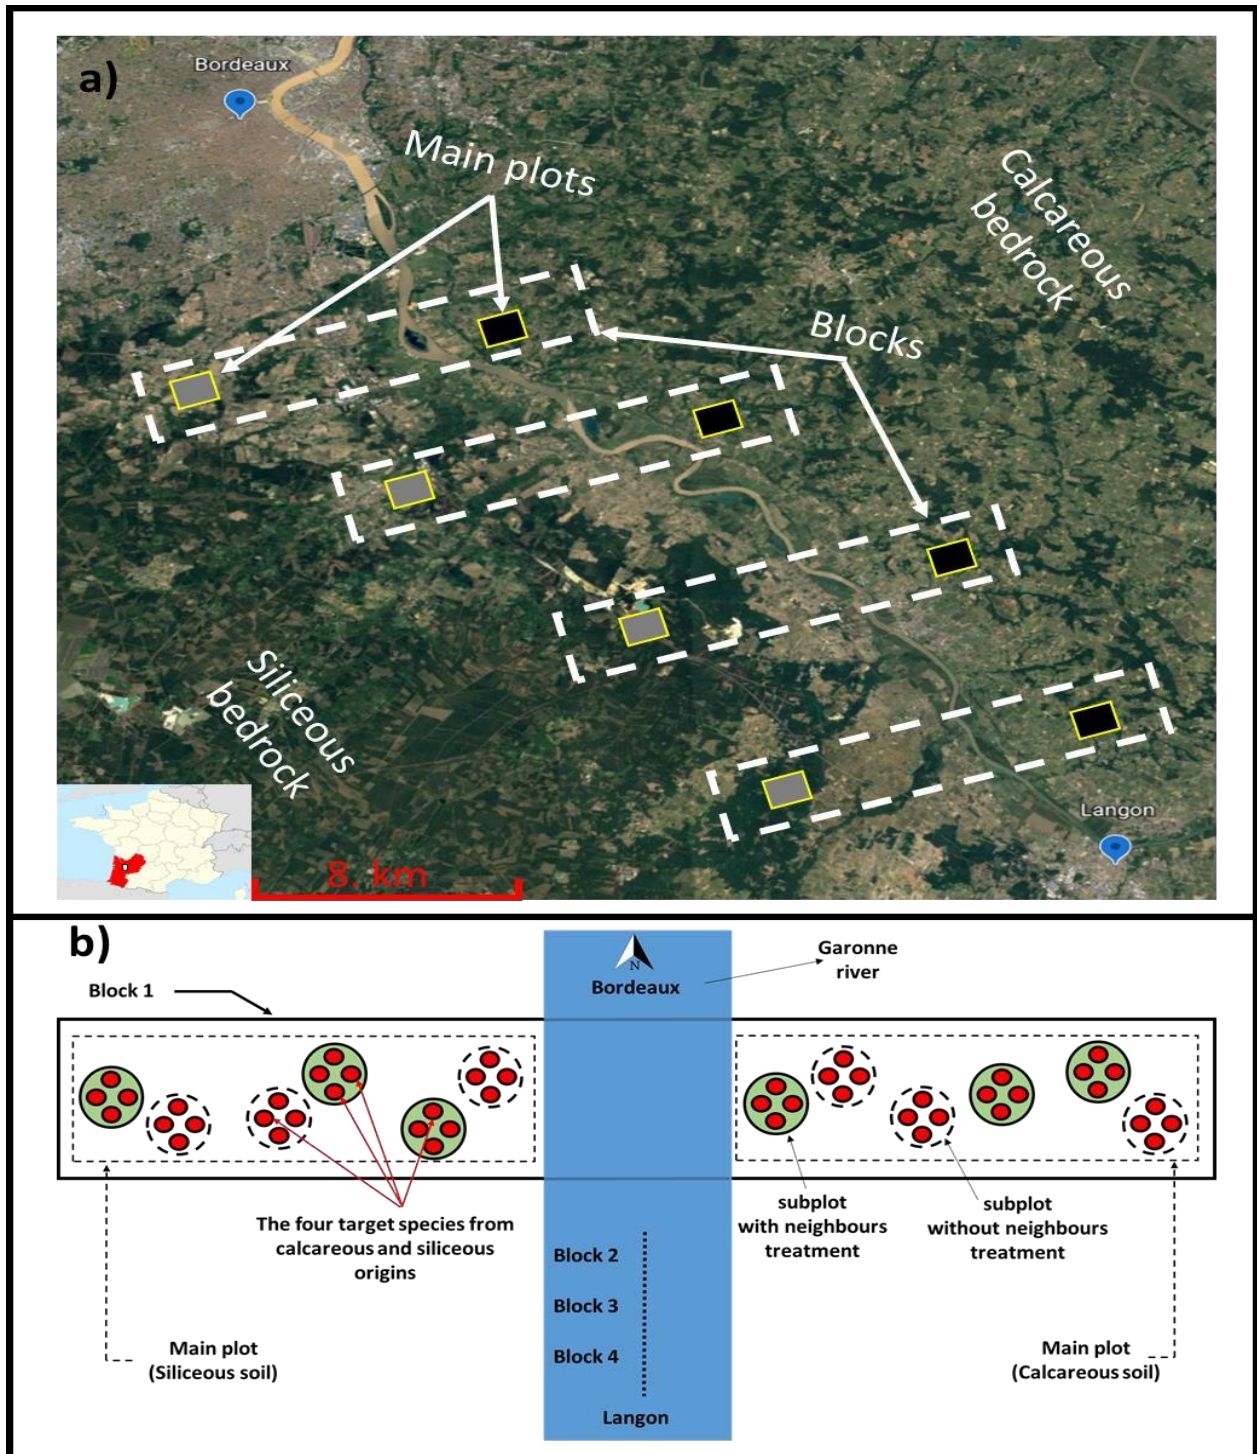 a)
Bordeaux
Main plots
Calcareous
bedrock
Blocks
Siliceous
bedrock
Langon
8. km
b)
N
Bordeaux
Garonne
river
Block 1
The four target species from
calcareous and siliceous
origins
subplot
with neighbours
treatment
subplot
without neighbours
treatment
Block 2
Block 3
Block 4
Main plot
(Siliceous soil)
Main plot
(Calcareous soil)
Langon